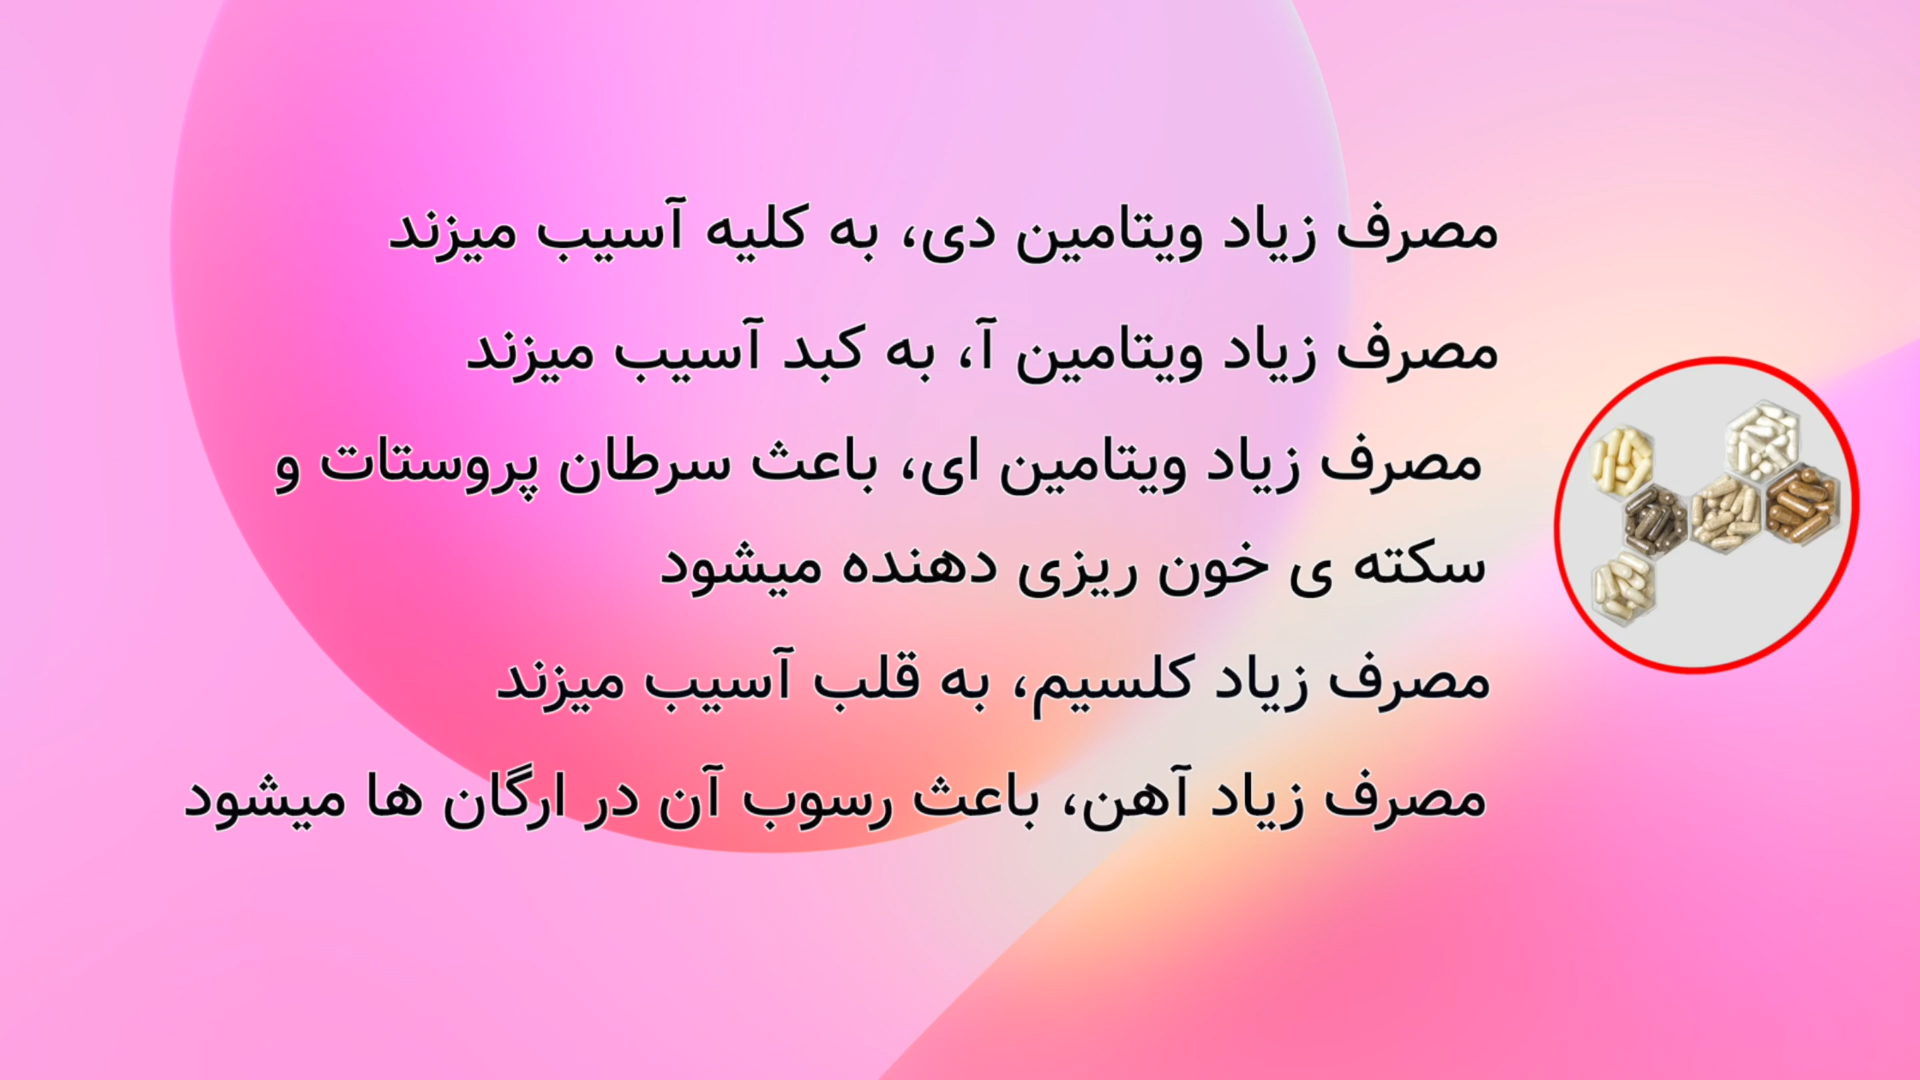 مصرف زیاد ویتامین دی، به کلیه آسیب میزند
مصرف زیاد ویتامین آ، به کبد آسیب میزند
مصرف زیاد ویتامین ای، باعث سرطان پروستات و
سکته ی خون ریزی دهنده میشود
مصرف زیاد کلسیم، به قلب آسیب میزند
مصرف زیاد آهن، باعث رسوب آن در ارگان ها میشود